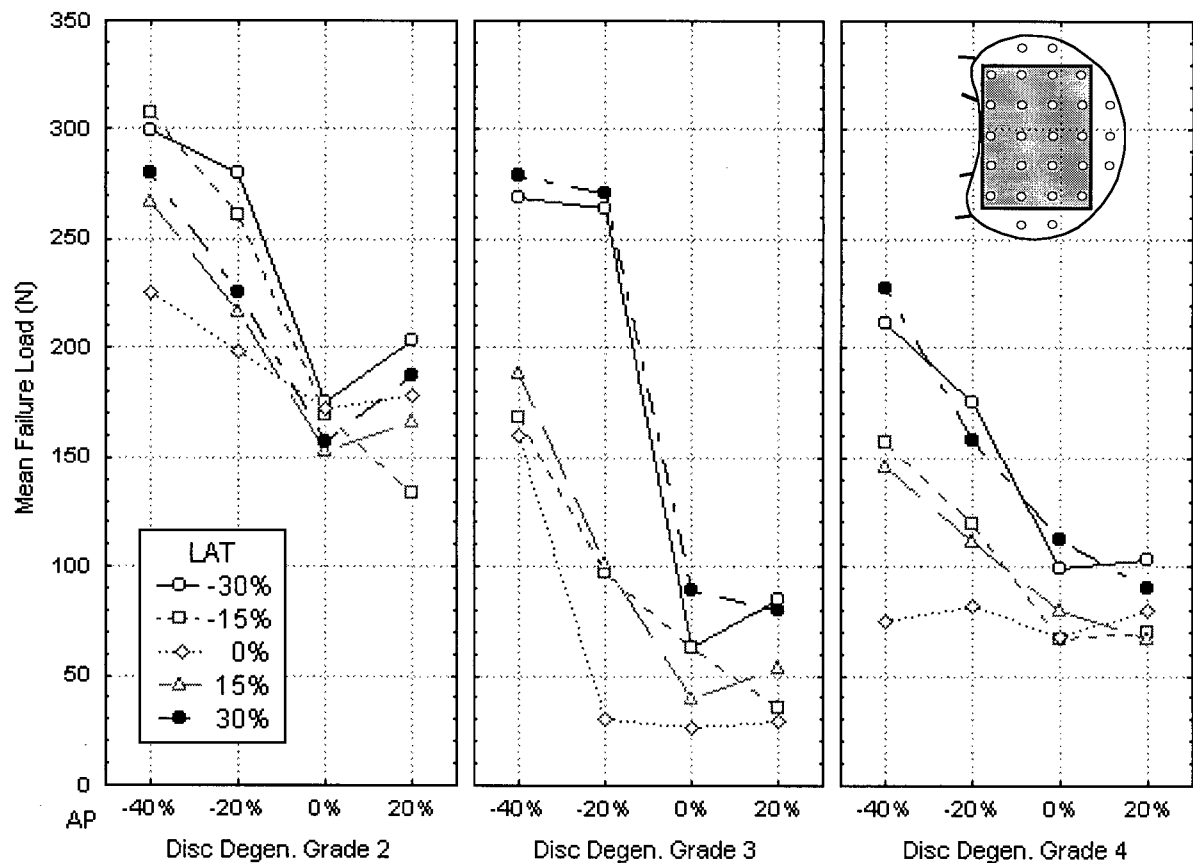 350
300
250
200
150
100
50
0
Mean Failure Load (N)
LAT
-30%
-15%
0%
15%
30%
AP
-40% -20% 0% 20%
-40% -20% 0% 20%
-40% -20% 0% 20%
Disc Degen. Grade 2
Disc Degen. Grade 3
Disc Degen. Grade 4